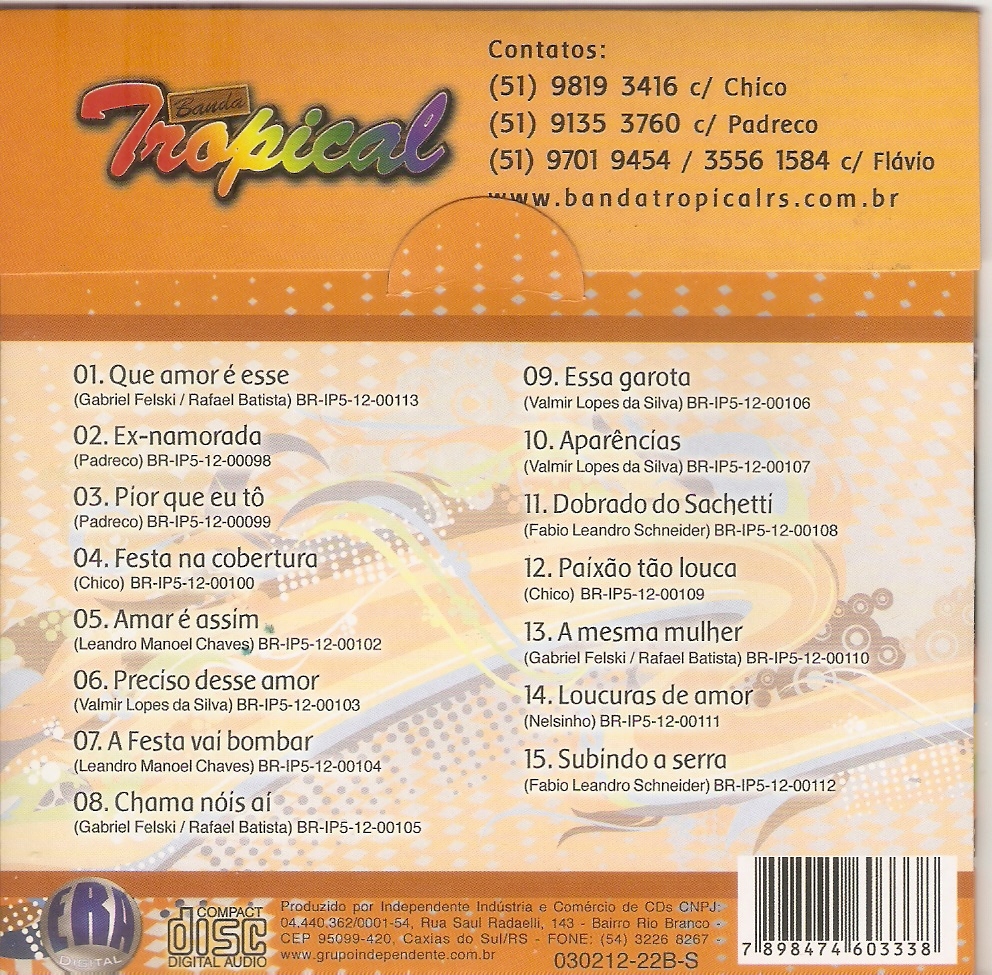 Banda
Tropical
Contatos:
(51) 9819 3416 c/ Chico
(51) 9135 3760 c/ Padreco
(51) 9701 9454 / 3556 1584 c/ Flávio
www.bandatropicalrs.com.br
01. Que amor é esse
(Gabriel Felski / Rafael Batista) BR-IP5-12-00113
02. Ex-namorada
(Padreco) BR-IP5-12-00098
03. Pior que eu tô
(Padreco) BR-IP5-12-00099
04. Festa na cobertura
(Chico) BR-IP5-12-00100
05. Amar é assim
(Leandro Manoel Chaves) BR-IP5-12-00102
06. Preciso desse amor
(Valmir Lopes da Silva) BR-IP5-12-00103
07. A Festa vai bombar
(Leandro Manoel Chaves) BR-IP5-12-00104
08. Chama nóis aí
(Gabriel Felski / Rafael Batista) BR-IP5-12-00105
09. Essa garota
(Valmir Lopes da Silva) BR-IP5-12-00106
10. Aparências
(Valmir Lopes da Silva) BR-IP5-12-00107
11. Dobrado do Sachetti
(Fabio Leandro Schneider) BR-IP5-12-00108
12. Paixão tão louca
(Chico) BR-IP5-12-00109
13. A mesma mulher
(Gabriel Felski / Rafael Batista) BR-IP5-12-00110
14. Loucuras de amor
(Nelsinho) BR-IP5-12-00111
15. Subindo a serra
(Fabio Leandro Schneider) BR-IP5-12-00112
ERA
DIGITAL
COMPACT
disc
DIGITAL AUDIO
Produzido por Independente Indústria e Comércio de CDs CNPJ:
04.440.362/0001-54, Rua Saul Radaelli, 143 - Bairro Rio Branco -
CEP 95099-420, Caxias do Sul/RS - FONE: (54) 3226 8267 -
www.grupoindependente.com.br
030212-22B-S
7 898474 603338